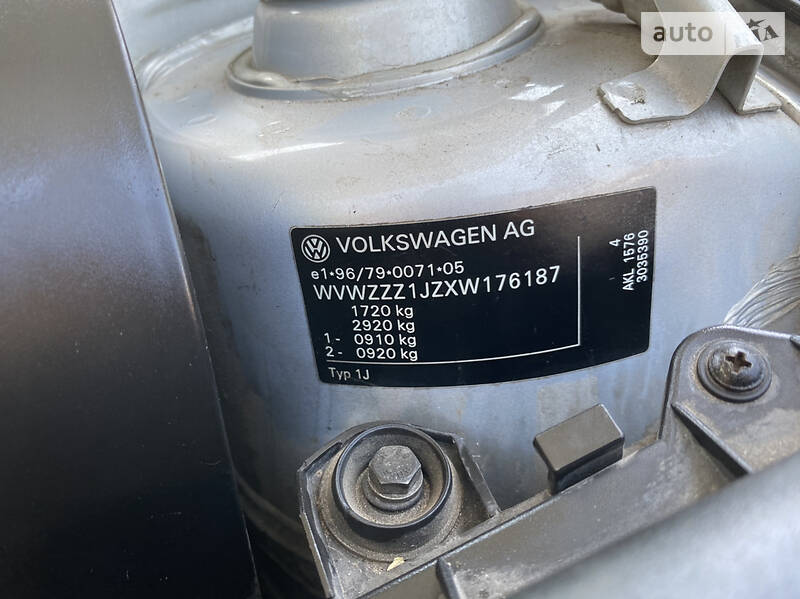 auto RIA
VOLKSWAGEN AG
e1*96/79*0071*05
WVWZZZ1JZXW176187
1720 kg
2920 kg
1- 0910 kg
2- 0920 kg
Typ 1J
4
AKL 1576
3035390